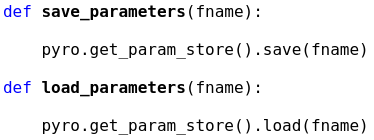 def save_parameters(fname):
    pyro.get_param_store().save(fname)
def load_parameters(fname):
    pyro.get_param_store().load(fname)